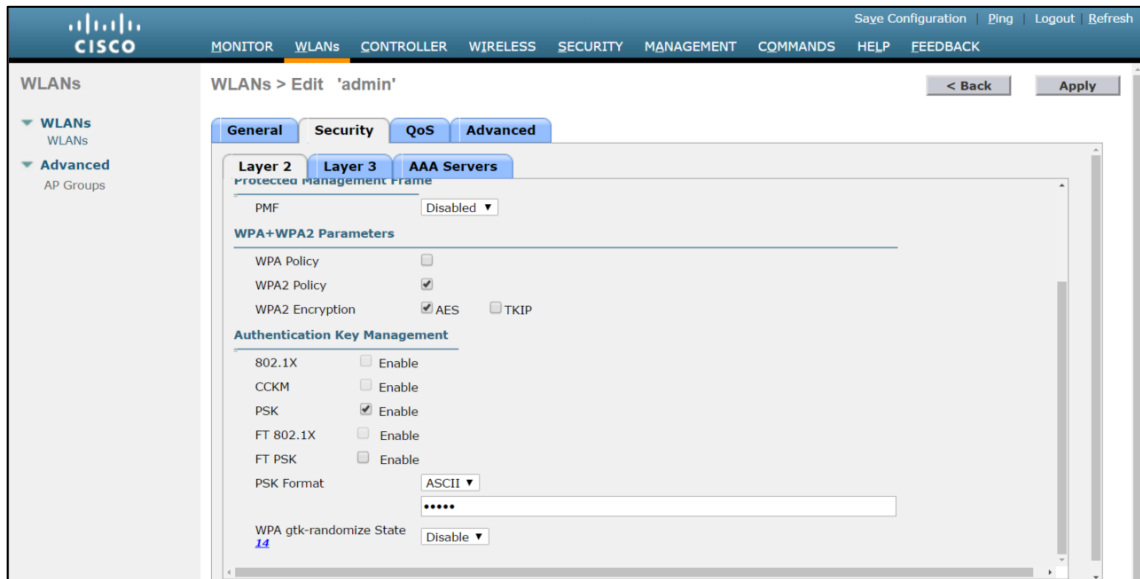 Save Configuration | Ping | Logout | Refresh
CISCO
MONITOR WLANs CONTROLLER WIRELESS SECURITY MANAGEMENT COMMANDS HELP FEEDBACK
WLANs
WLANs
WLANs
Advanced
AP Groups
WLANs > Edit 'admin'
< Back Apply
General Security QoS Advanced
Layer 2 Layer 3 AAA Servers
Protected Management Frame
PMF Disabled
WPA+WPA2 Parameters
WPA Policy
WPA2 Policy
WPA2 Encryption AES TKIP
Authentication Key Management
802.1X Enable
CCKM Enable
PSK Enable
FT 802.1X Enable
FT PSK Enable
PSK Format ASCII
•••••
WPA gtk-randomize State Disable
14